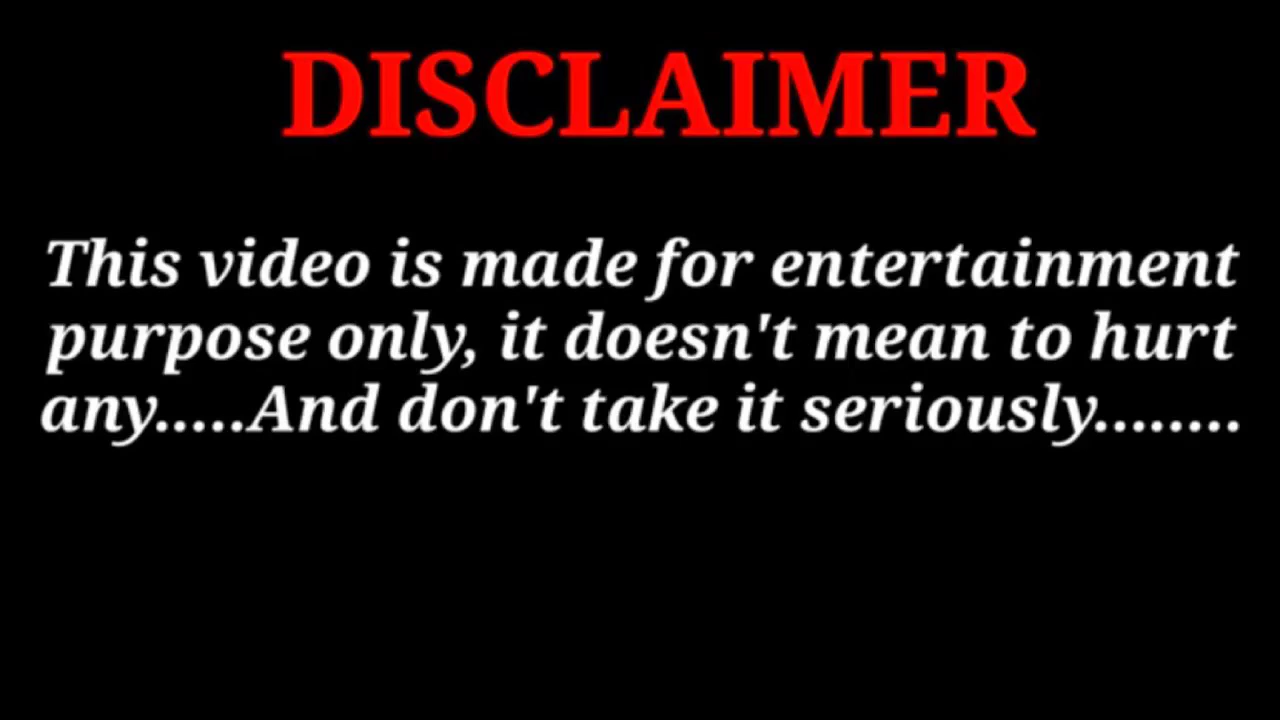 DISCLAIMER
This video is made for entertainment
purpose only, it doesn't mean to hurt
any.....And don't take it seriously........